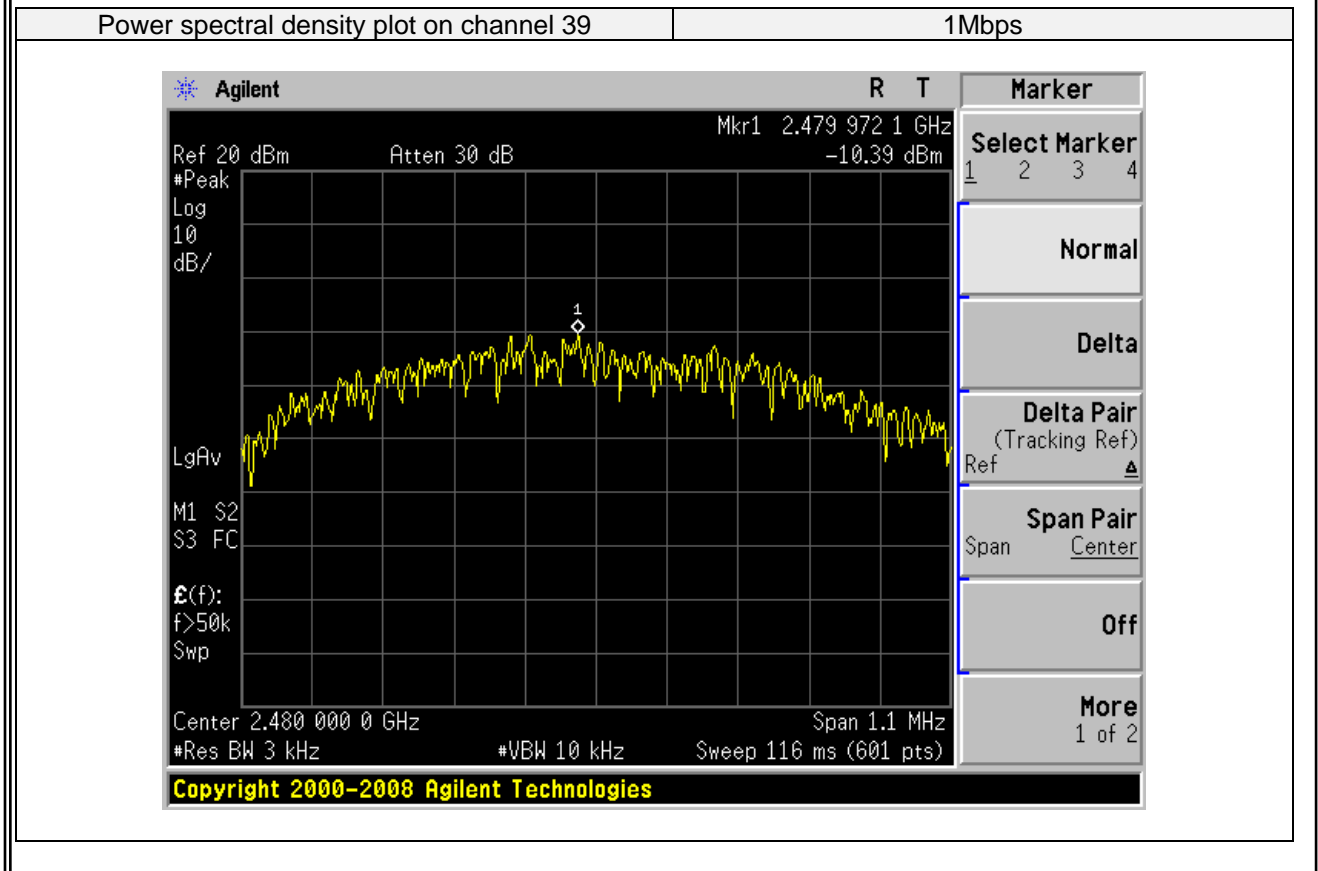 Power spectral density plot on channel 39 1Mbps
Agilent R T Marker
Mkr1 2.479 972 1 GHz
Ref 20 dBm Atten 30 dB -10.39 dBm
Select Marker
1 2 3 4
#Peak
Log
10
dB/
Normal
1
Delta
Delta Pair
(Tracking Ref)
Ref Δ
LgAv
M1 S2
S3 FC
Span Pair
Span Center
£(f):
f>50k
Swp
Off
Center 2.480 000 0 GHz Span 1.1 MHz
#Res BW 3 kHz #VBW 10 kHz Sweep 116 ms (601 pts)
More
1 of 2
Copyright 2000-2008 Agilent Technologies